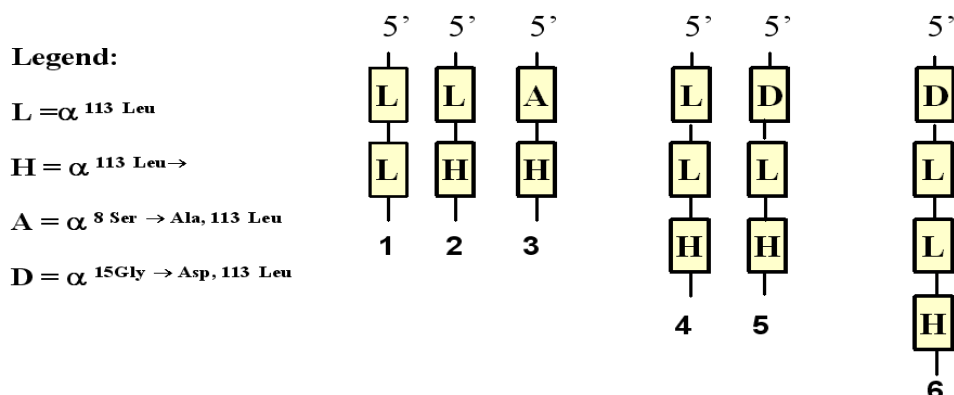 5’ 5’ 5’ 5’ 5’ 5’
Legend:
L =α 113 Leu
H = α 113 Leu→
A = α 8 Ser → Ala, 113 Leu
D = α 15Gly → Asp, 113 Leu
L L A L D D
L H H L L L
H H L
H
1 2 3
4 5
6